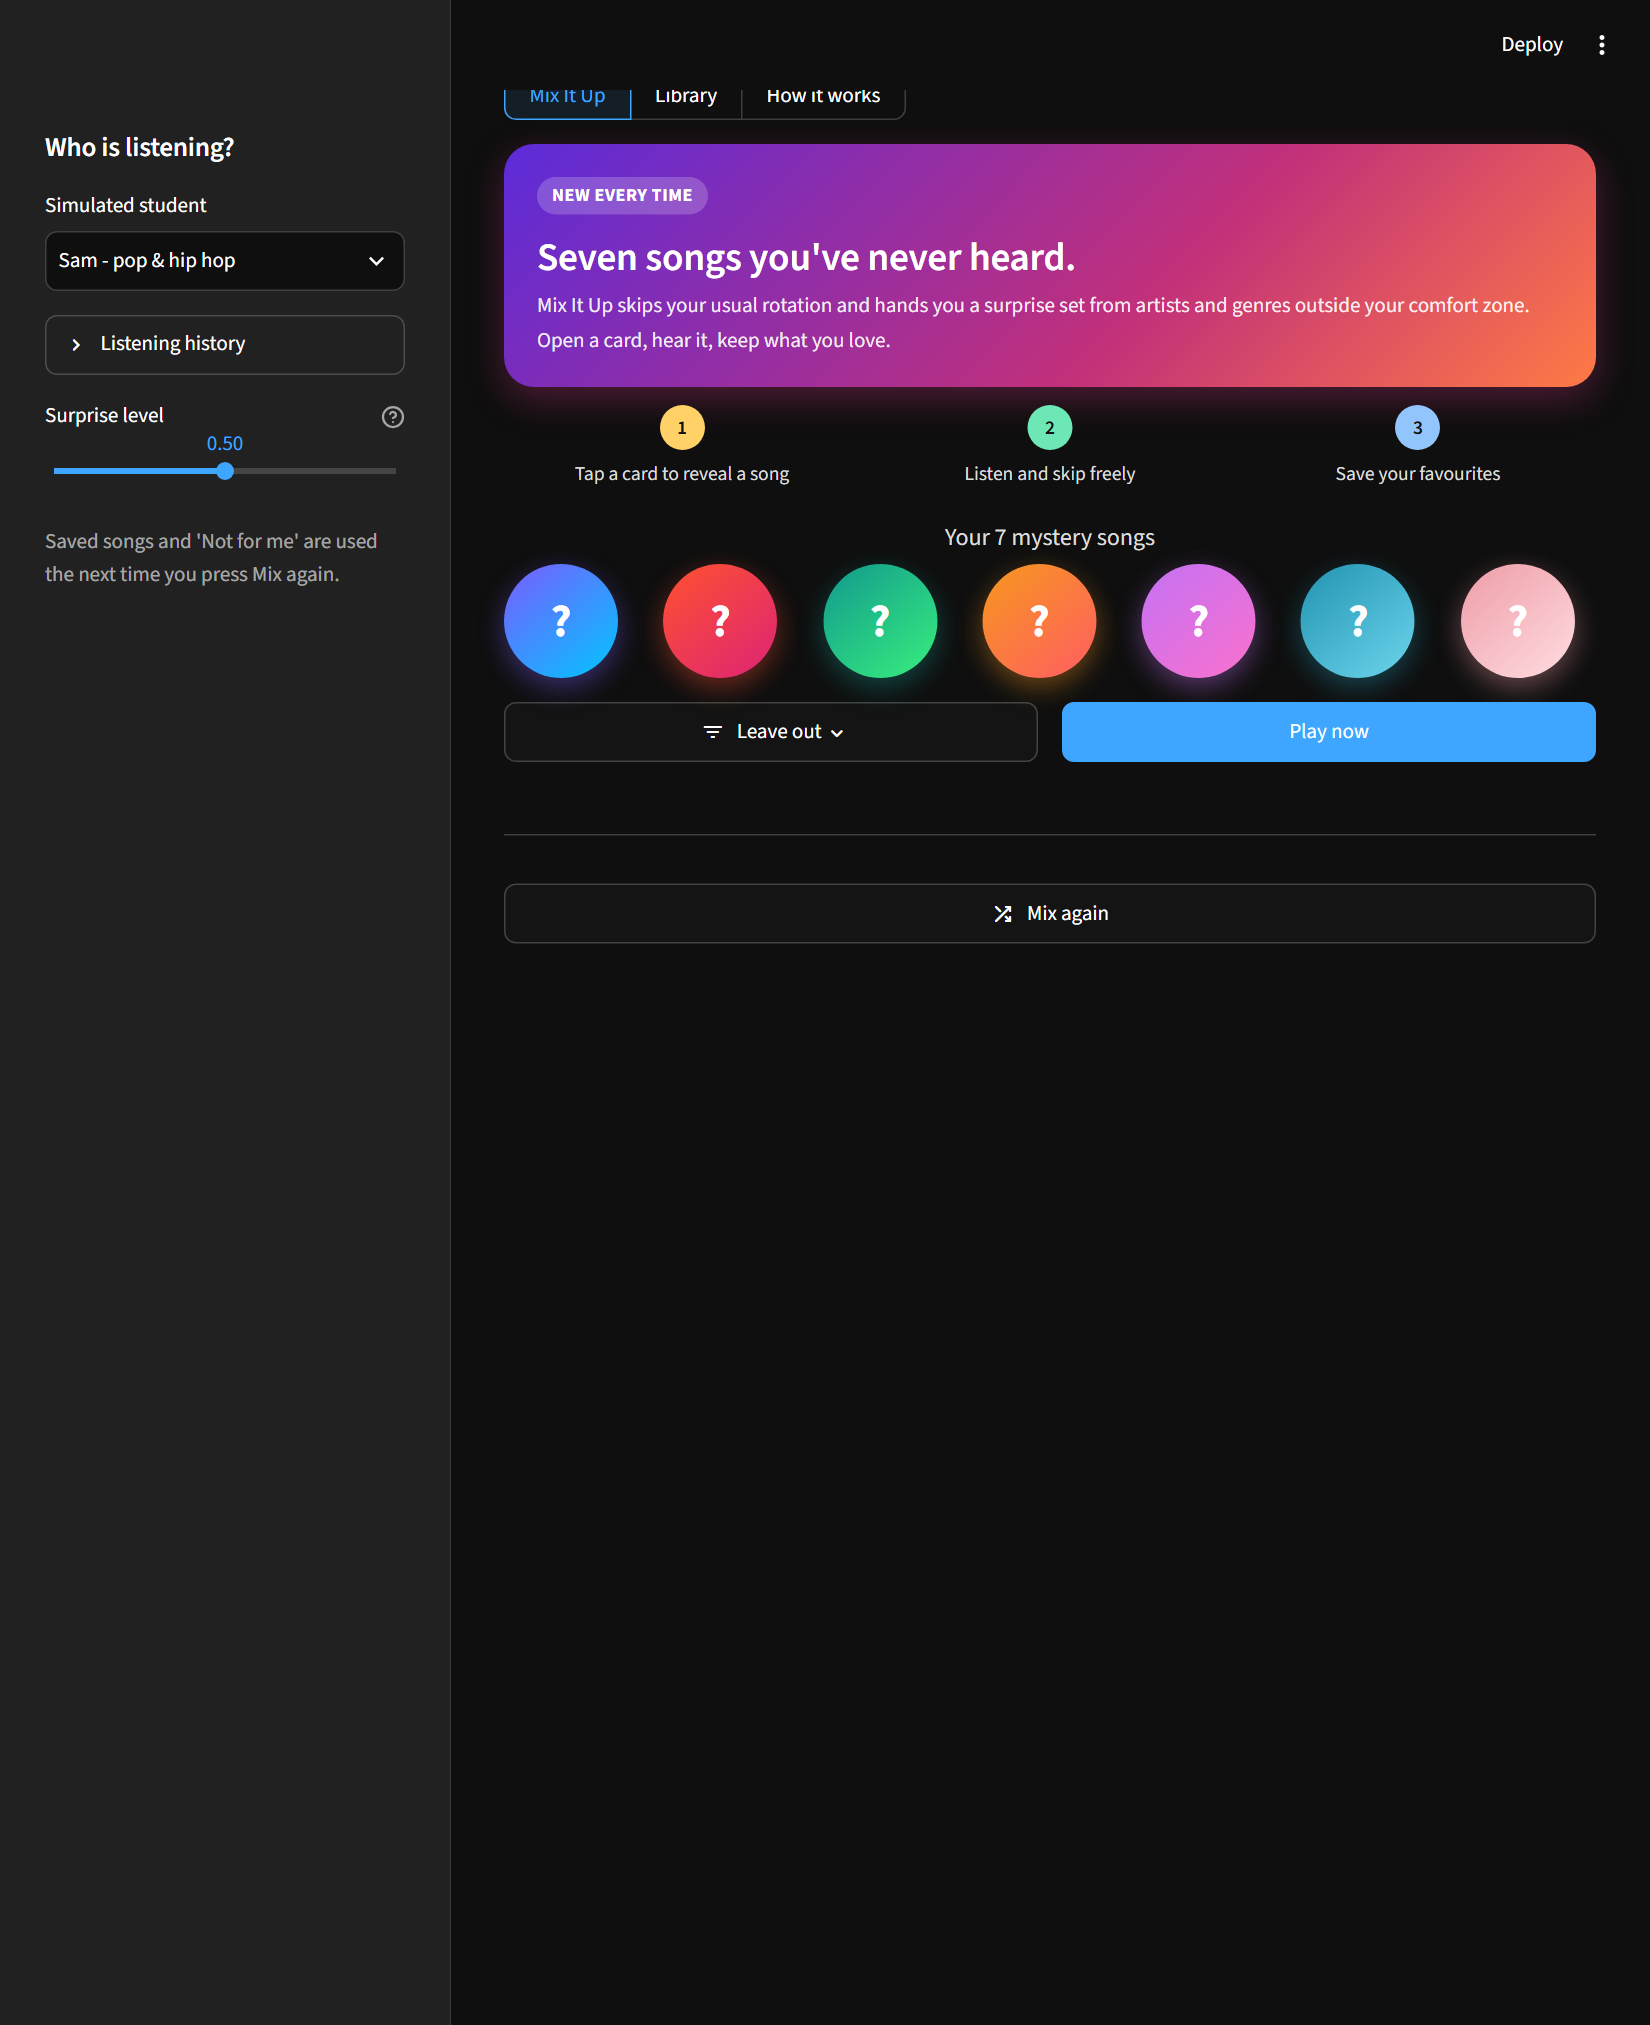 Deploy
Who is listening?
Simulated student
Sam - pop & hip hop
Listening history
Surprise level
0.50
Saved songs and 'Not for me' are used
the next time you press Mix again.
Mix It Up
Library
How it works
NEW EVERY TIME
Seven songs you've never heard.
Mix It Up skips your usual rotation and hands you a surprise set from artists and genres outside your comfort zone.
Open a card, hear it, keep what you love.
1
2
3
Tap a card to reveal a song
Listen and skip freely
Save your favourites
Your 7 mystery songs
? ? ? ? ? ? ?
Leave out
Play now
Mix again